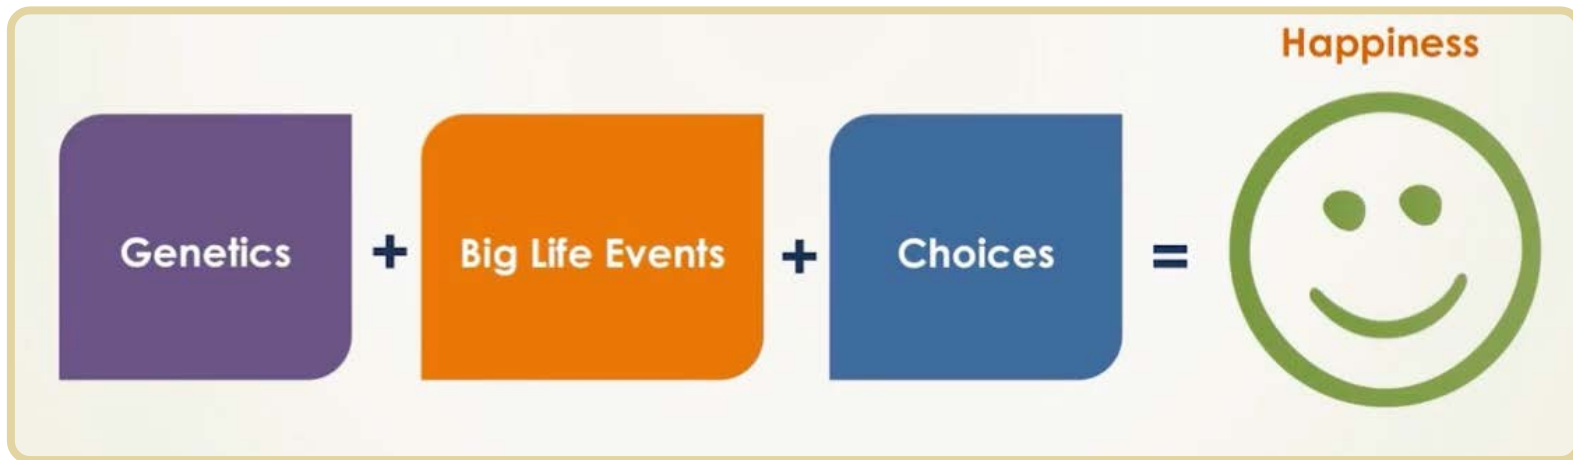 Happiness
Genetics + Big Life Events + Choices =